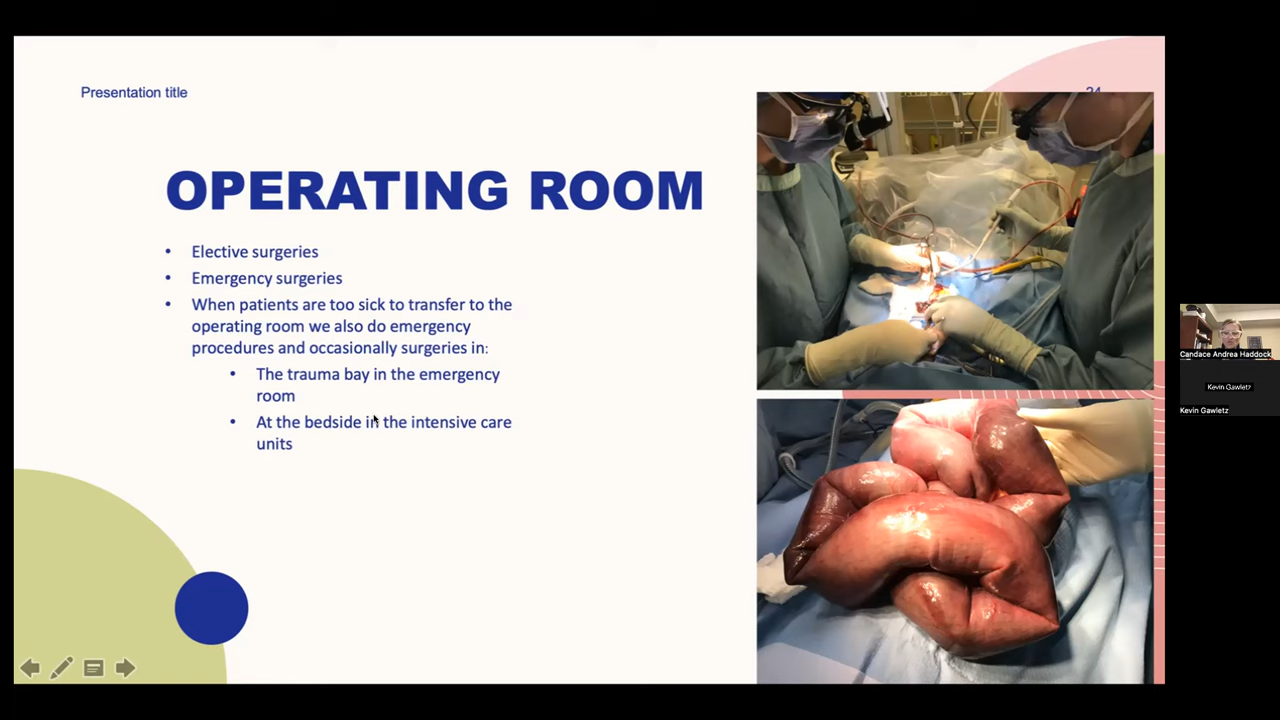 Presentation title
24
OPERATING ROOM
• Elective surgeries
• Emergency surgeries
• When patients are too sick to transfer to the
operating room we also do emergency
procedures and occasionally surgeries in:
• The trauma bay in the emergency
room
• At the bedside in the intensive care
units
Candace Andrea Haddock
Kevin Gawletz
Kevin Gawletz